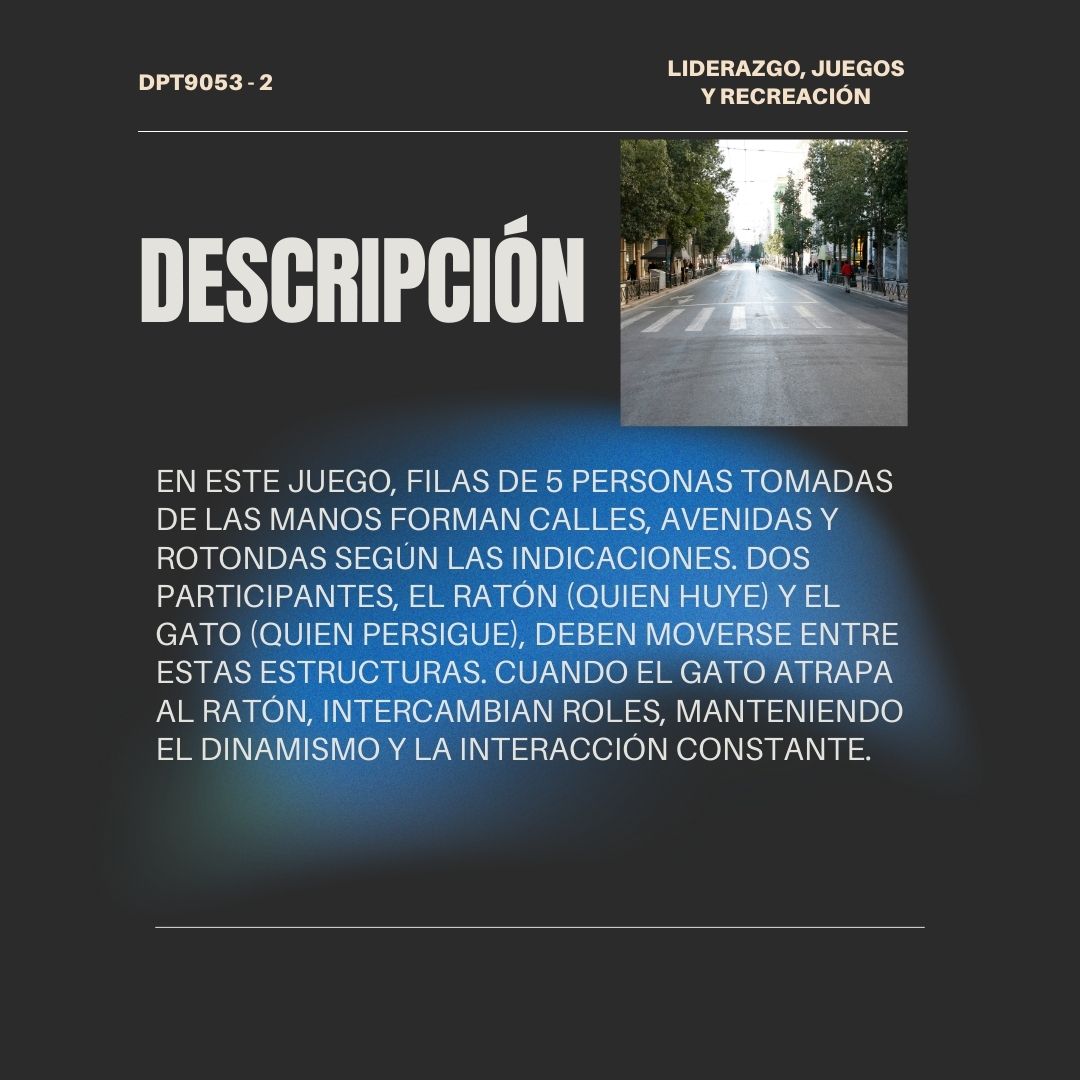 DPT9053 - 2
LIDERAZGO, JUEGOS
Y RECREACIÓN
DESCRIPCIÓN
EN ESTE JUEGO, FILAS DE 5 PERSONAS TOMADAS
DE LAS MANOS FORMAN CALLES, AVENIDAS Y
ROTONDAS SEGÚN LAS INDICACIONES. DOS
PARTICIPANTES, EL RATÓN (QUIEN HUYE) Y EL
GATO (QUIEN PERSIGUE), DEBEN MOVERSE ENTRE
ESTAS ESTRUCTURAS. CUANDO EL GATO ATRAPA
AL RATÓN, INTERCAMBIAN ROLES, MANTENIENDO
EL DINAMISMO Y LA INTERACCIÓN CONSTANTE.